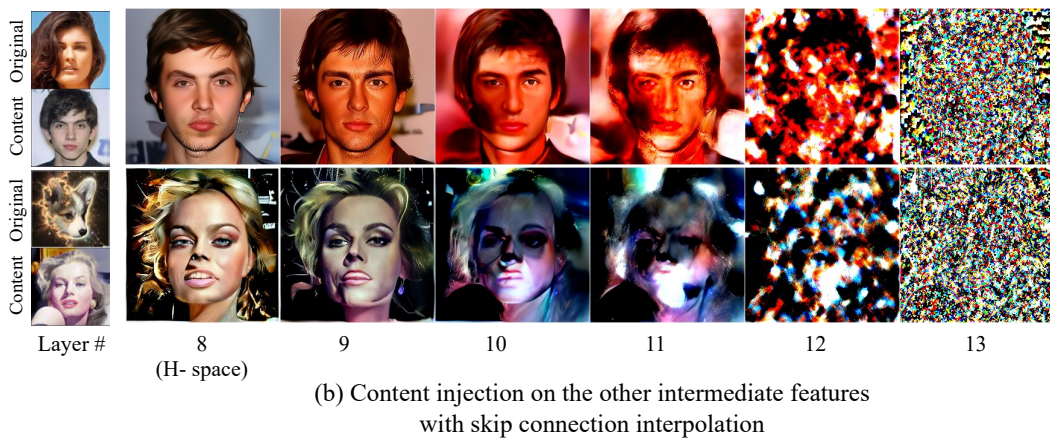 Original
Content
Original
Content
Layer # 8 9 10 11 12 13
(H- space)
(b) Content injection on the other intermediate features
with skip connection interpolation